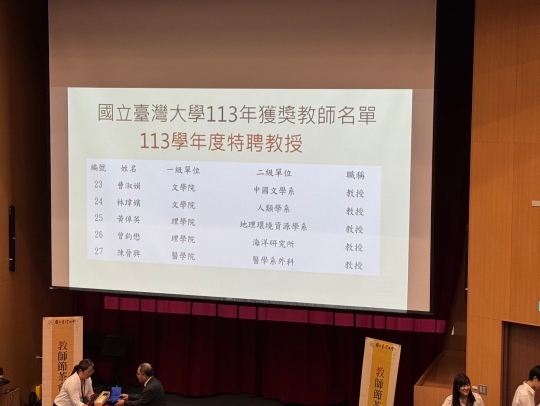 國立臺灣大學113年獲獎教師名單
113學年度特聘教授
編號 姓名 一級單位 二級單位 職稱
23 曹淑娟 文學院 中國文學系 教授
24 林瑋嬪 文學院 人類學系 教授
25 黃倬英 理學院 地理環境資源學系 教授
26 曾鈞懋 理學院 海洋研究所 教授
27 陳晉興 醫學院 醫學系外科 教授
教師節茶
教師節